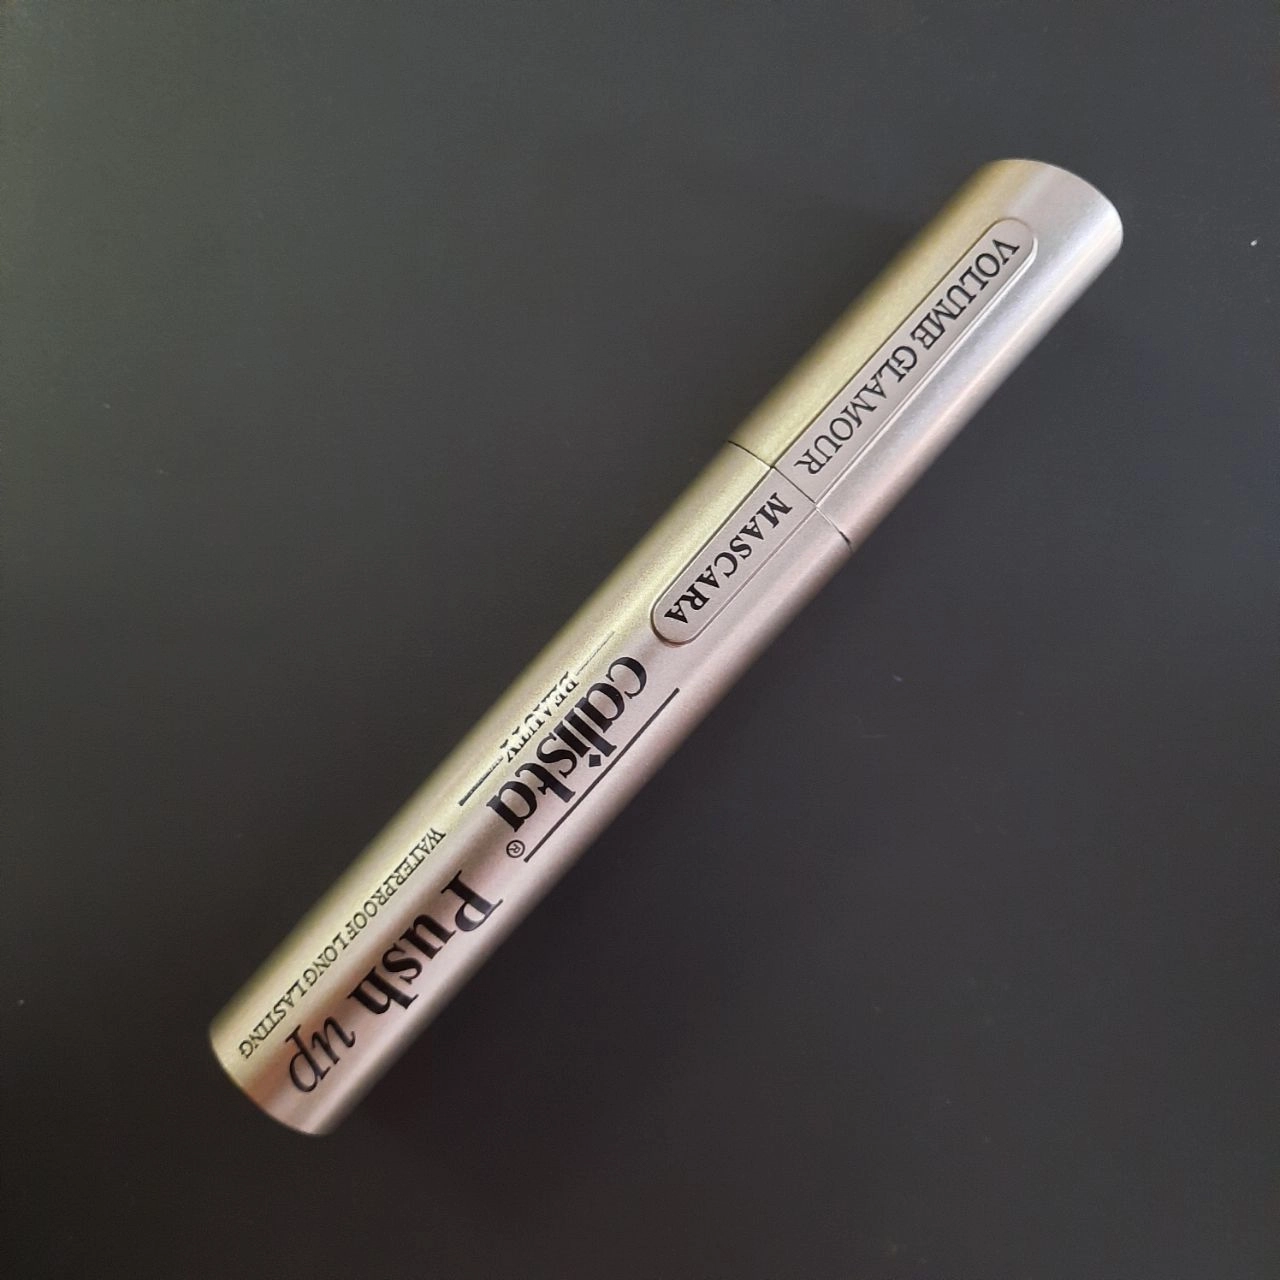 VOLUME GLAMOUR
MASCARA
calista®
BEAUTY
Push up
WATERPROOF LONG LASTING